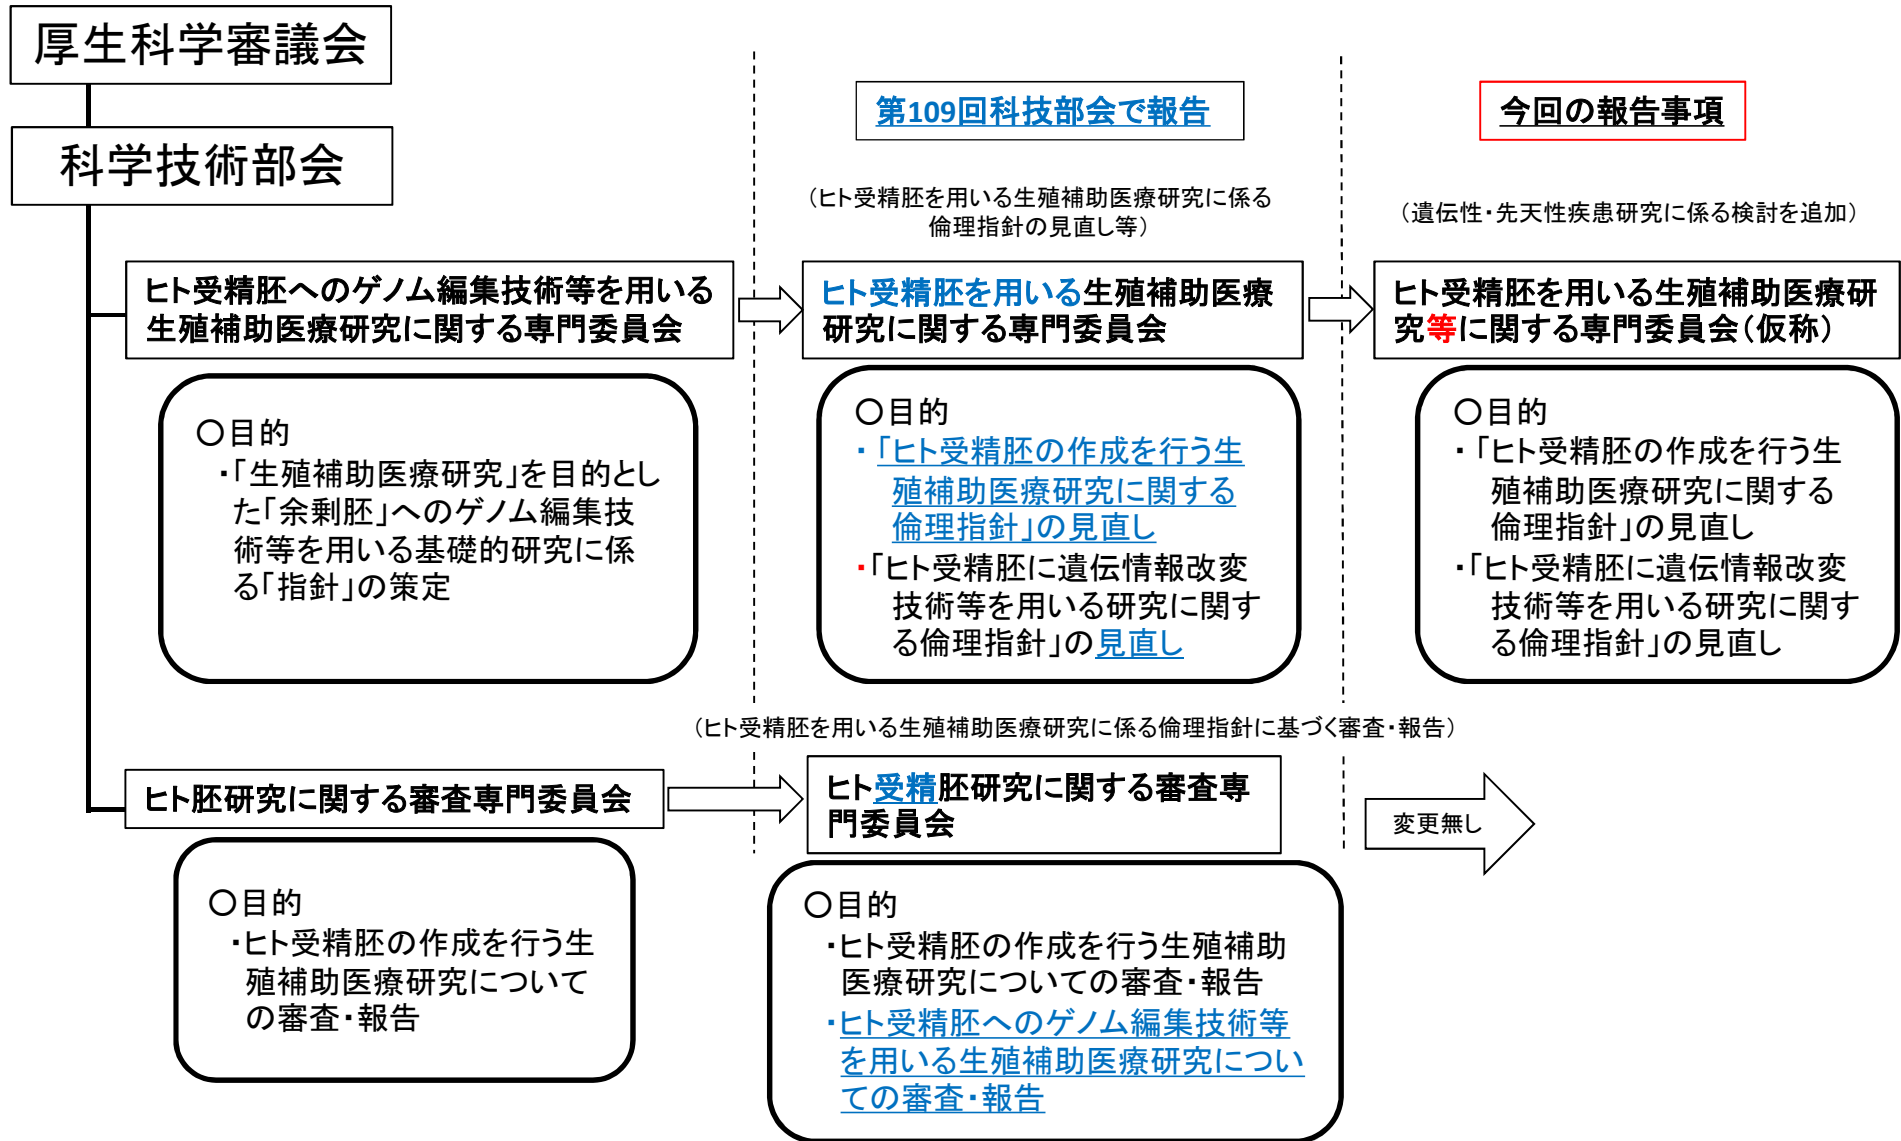 厚生科学審議会
科学技術部会
第109回科技部会で報告
今回の報告事項
（ヒト受精胚を用いる生殖補助医療研究に係る
倫理指針の見直し等）
（遺伝性・先天性疾患研究に係る検討を追加）
ヒト受精胚へのゲノム編集技術等を用いる
生殖補助医療研究に関する専門委員会
ヒト受精胚を用いる生殖補助医療
研究に関する専門委員会
ヒト受精胚を用いる生殖補助医療研
究等に関する専門委員会（仮称）
○目的
・「生殖補助医療研究」を目的とし
た「余剰胚」へのゲノム編集技
術等を用いる基礎的研究に係
る「指針」の策定
○目的
・「ヒト受精胚の作成を行う生
殖補助医療研究に関する
倫理指針」の見直し
・「ヒト受精胚に遺伝情報改変
技術等を用いる研究に関す
る倫理指針」の見直し
○目的
・「ヒト受精胚の作成を行う生
殖補助医療研究に関する
倫理指針」の見直し
・「ヒト受精胚に遺伝情報改変
技術等を用いる研究に関す
る倫理指針」の見直し
（ヒト受精胚を用いる生殖補助医療研究に係る倫理指針に基づく審査・報告）
ヒト胚研究に関する審査専門委員会
ヒト受精胚研究に関する審査専
門委員会
変更無し
○目的
・ヒト受精胚の作成を行う生
殖補助医療研究について
の審査・報告
○目的
・ヒト受精胚の作成を行う生殖補助
医療研究についての審査・報告
・ヒト受精胚へのゲノム編集技術等
を用いる生殖補助医療研究につい
ての審査・報告